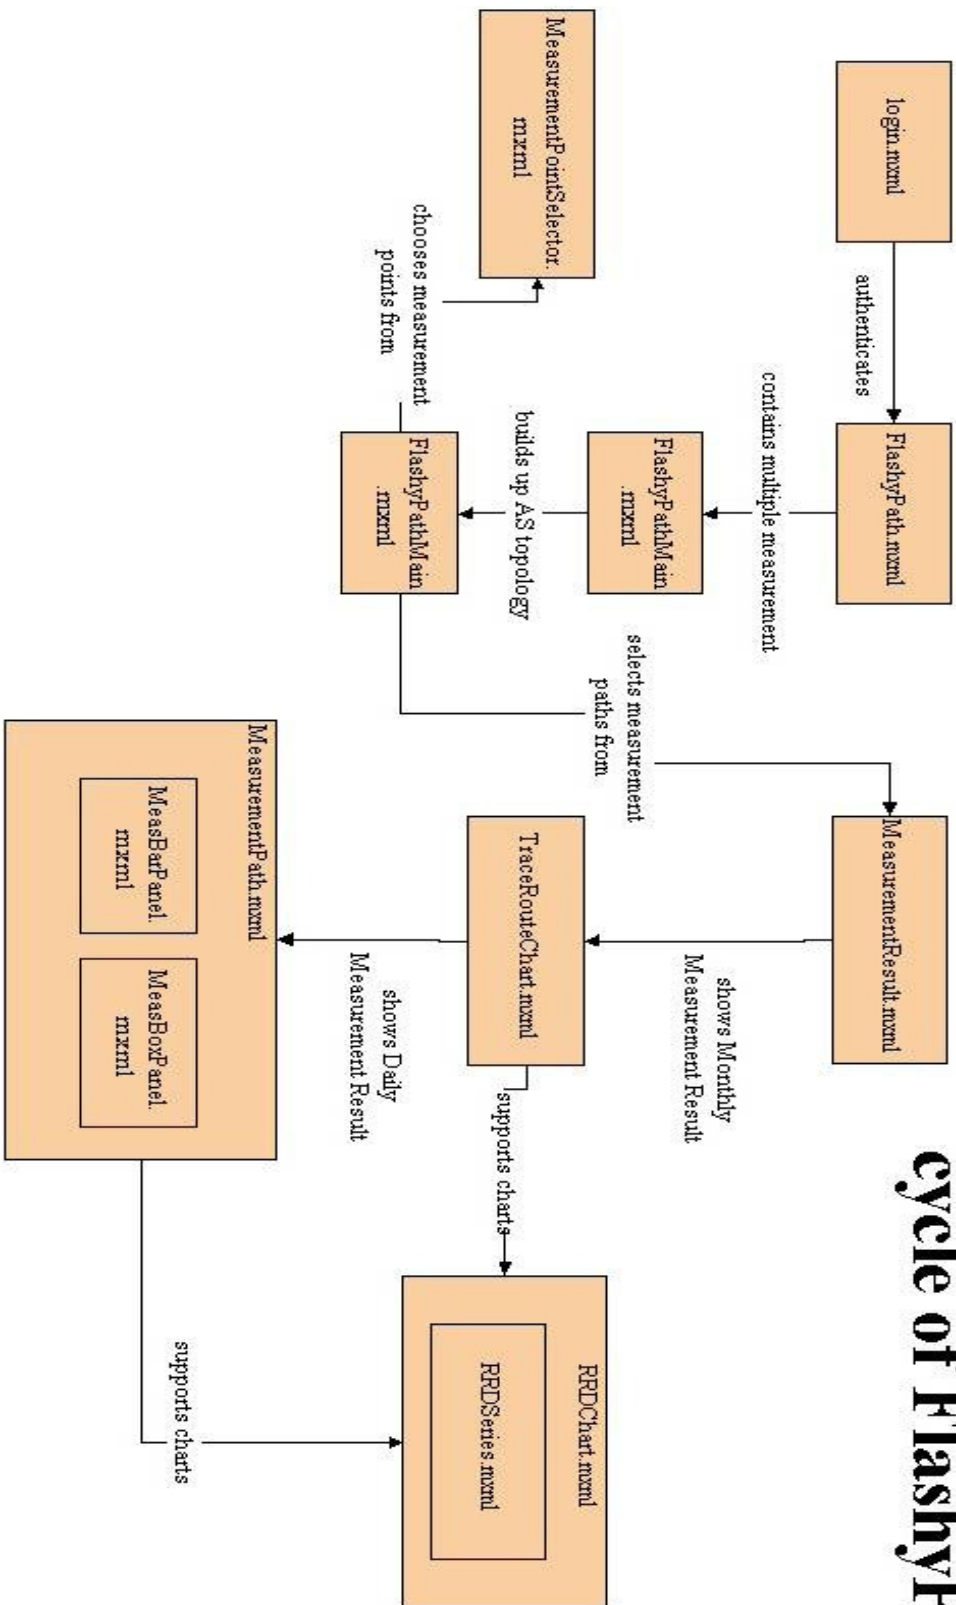 cycle of Flashy
login.mxml
authenticates
FlashyPath.mxml
contains multiple measurement
FlashyPathMain
.mxml
builds up AS topology
FlashyPathMain
.mxml
chooses measurement
points from
MeasurementPointSelector.
mxml
selects measurement
paths from
MeasurementResult.mxml
shows Monthly
Measurement Result
TraceRouteChart.mxml
shows Daily
Measurement Result
MeasurementPath.mxml
MeasBarPanel.
mxml
MeasBoxPanel.
mxml
supports charts
supports charts
RRDChart.mxml
RRDSeries.mxml